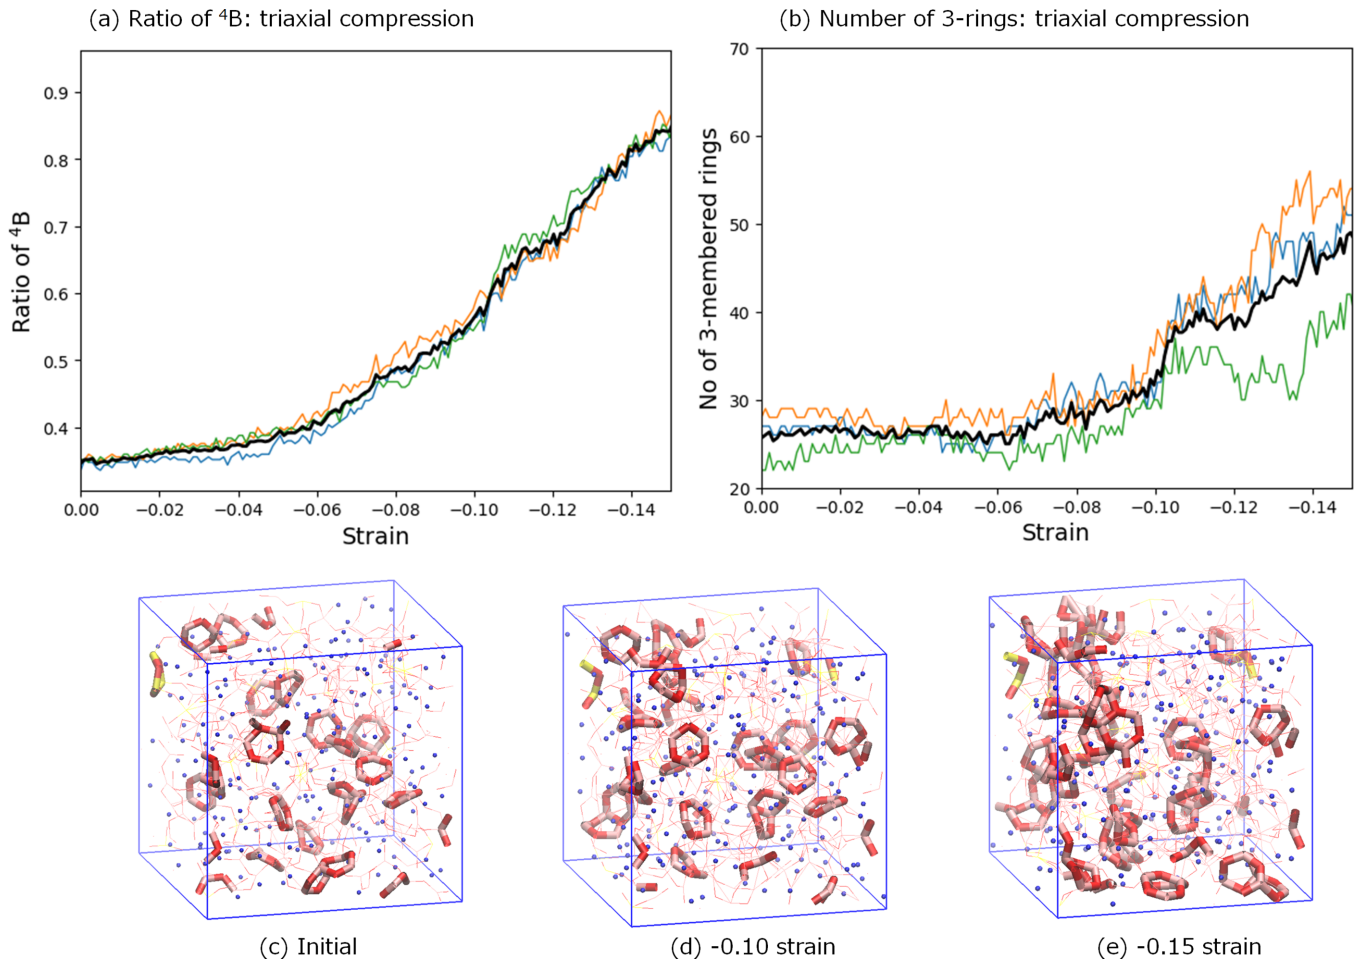 (a) Ratio of ⁴B: triaxial compression
(b) Number of 3-rings: triaxial compression
Ratio of ⁴B
0.9
0.8
0.7
0.6
0.5
0.4
0.00 −0.02 −0.04 −0.06 −0.08 −0.10 −0.12 −0.14
Strain
No of 3-membered rings
70
60
50
40
30
20
0.00 −0.02 −0.04 −0.06 −0.08 −0.10 −0.12 −0.14
Strain
(c) Initial
(d) -0.10 strain
(e) -0.15 strain